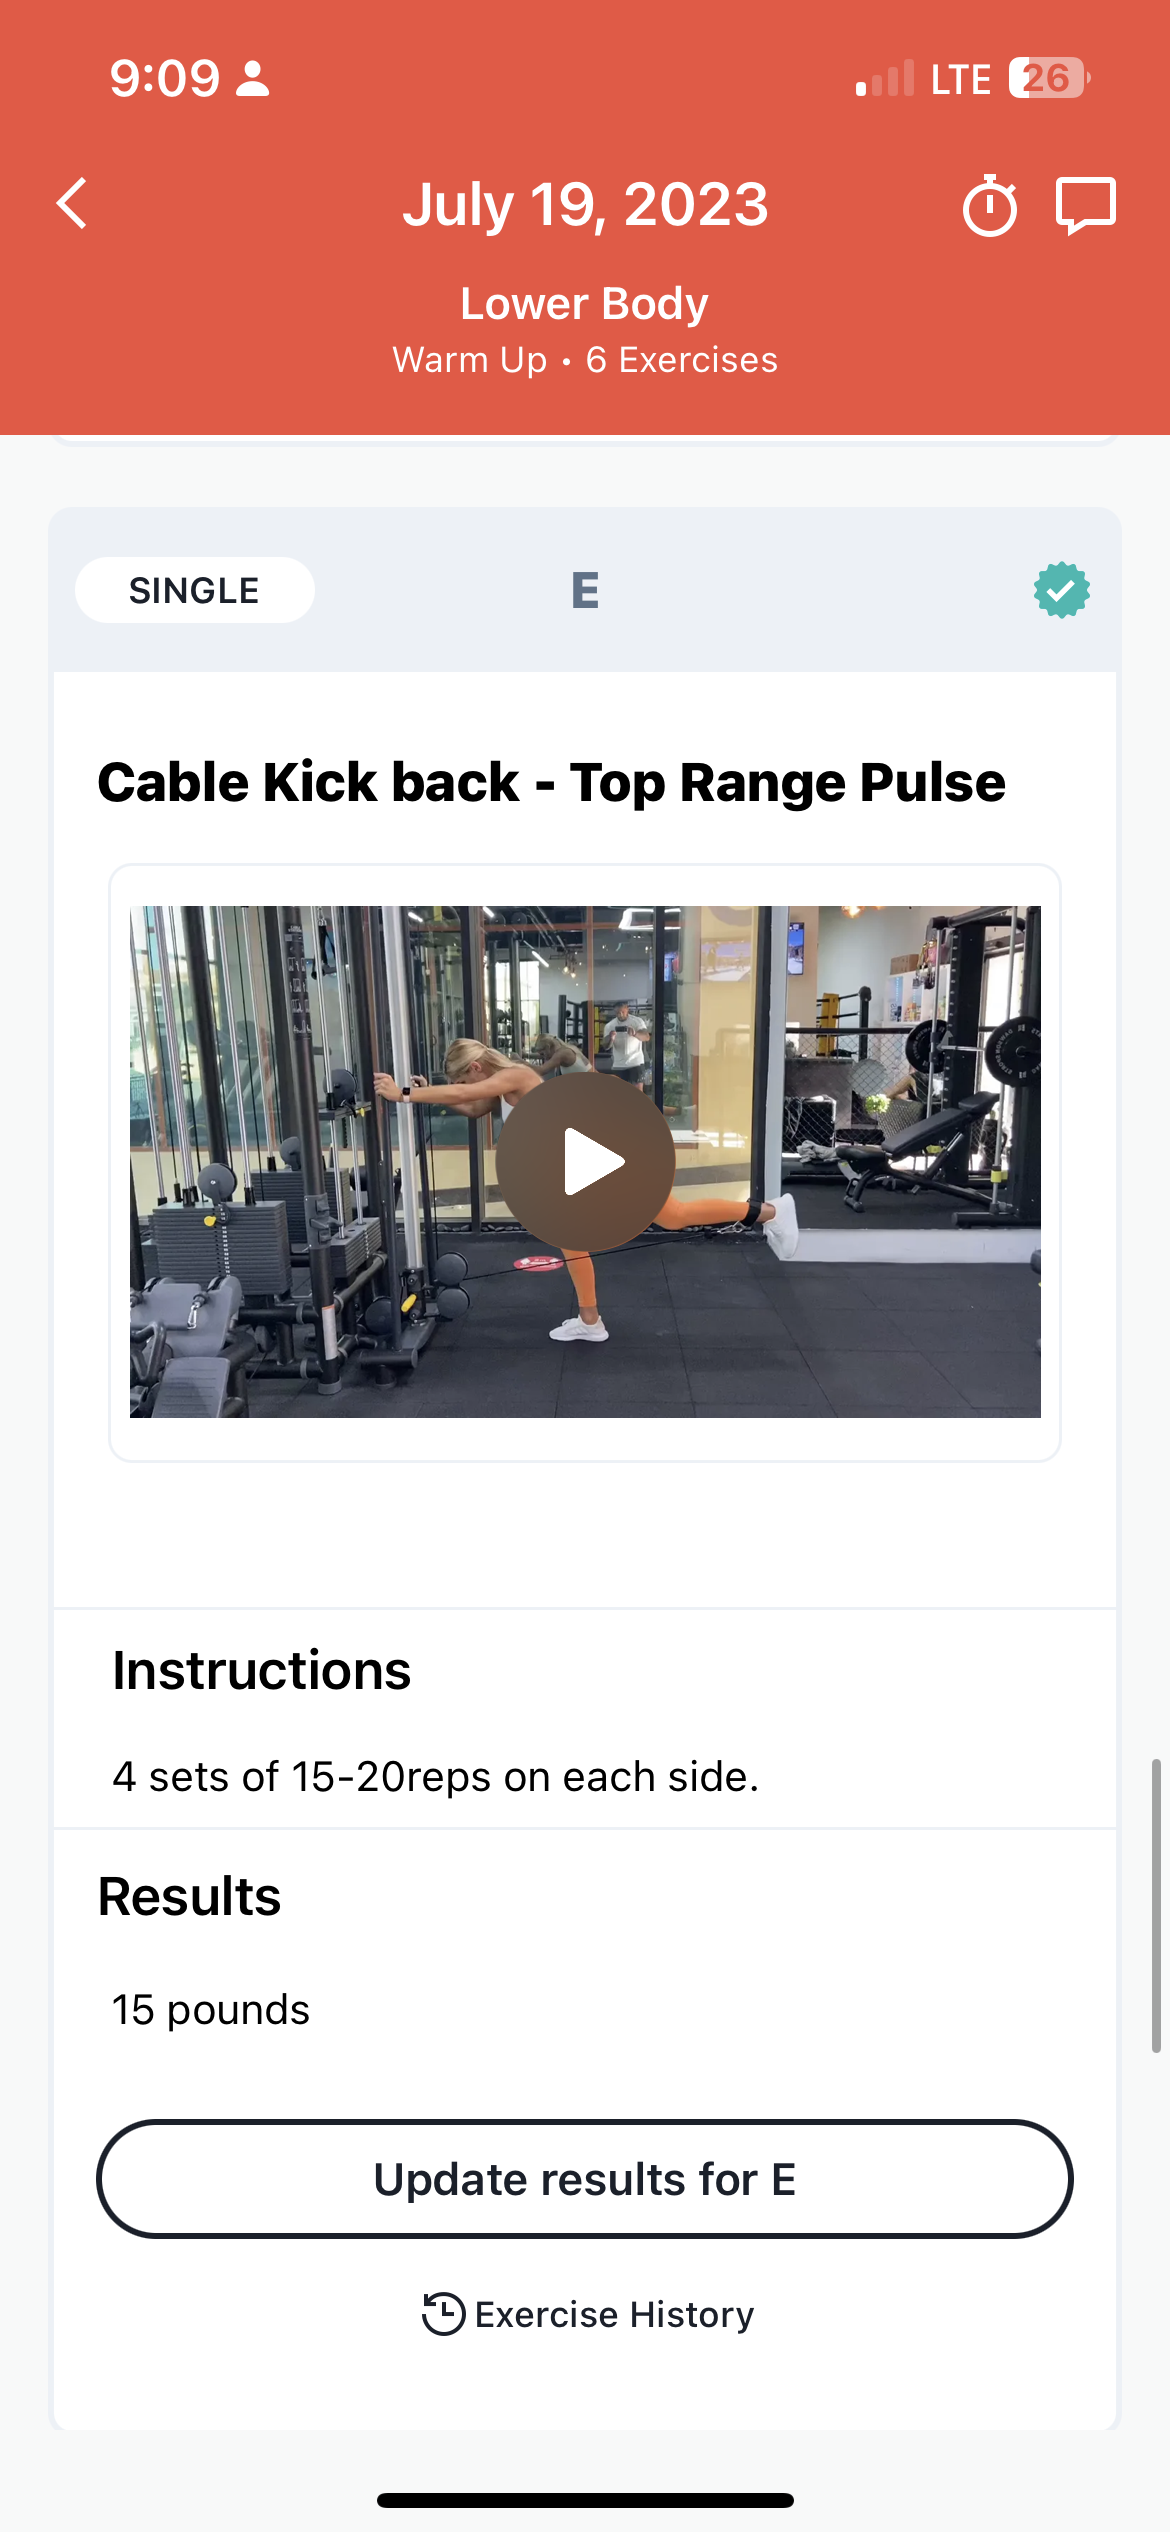 9:09
LTE 26
July 19, 2023
Lower Body
Warm Up • 6 Exercises
SINGLE
E
Cable Kick back - Top Range Pulse
Instructions
4 sets of 15-20reps on each side.
Results
15 pounds
Update results for E
Exercise History